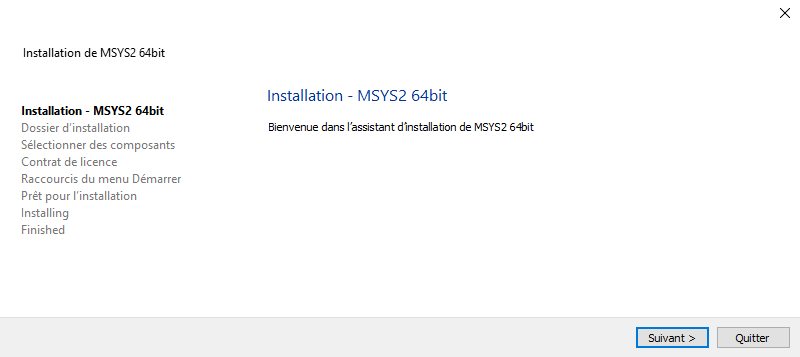 Installation de MSYS2 64bit
Installation - MSYS2 64bit
Dossier d'installation
Sélectionner des composants
Contrat de licence
Raccourcis du menu Démarrer
Prêt pour l'installation
Installing
Finished
Installation - MSYS2 64bit
Bienvenue dans l'assistant d'installation de MSYS2 64bit
Suivant >
Quitter